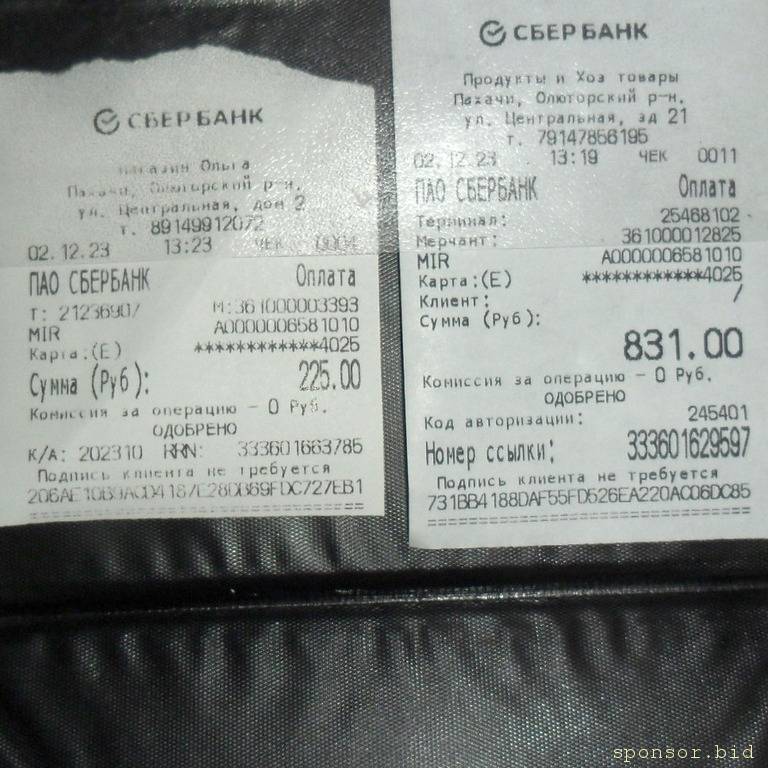 СБЕРБАНК
магазин Ольга
Пахачи, Олюторский р-н.
ул. Центральная, дом 2
т. 89149912072
02.12.23 13:23 ЧЕК 0004
ПАО СБЕРБАНК Оплата
Т: 21236907 М:361000003393
MIR A0000006581010
Карта:(E) ************4025
Сумма (Руб): 225.00
Комиссия за операцию – 0 Руб.
ОДОБРЕНО
К/А: 202310 RRN: 333601663785
Подпись клиента не требуется
==============================
СБЕРБАНК
Продукты и Хоз товары
Пахачи, Олюторский р-н.
ул. Центральная, зд 21
т. 79147856195
02.12.23 13:19 ЧЕК 0011
ПАО СБЕРБАНК Оплата
Терминал: 25468102
Мерчант: 361000012825
MIR A0000006581010
Карта:(E) ************4025
Клиент: /
Сумма (Руб):
831.00
Комиссия за операцию – 0 Руб.
ОДОБРЕНО
Код авторизации: 245401
Номер ссылки: 333601629597
Подпись клиента не требуется
731BB4188DAF55FD526EA220AC06DC85
==============================
sponsor.bid